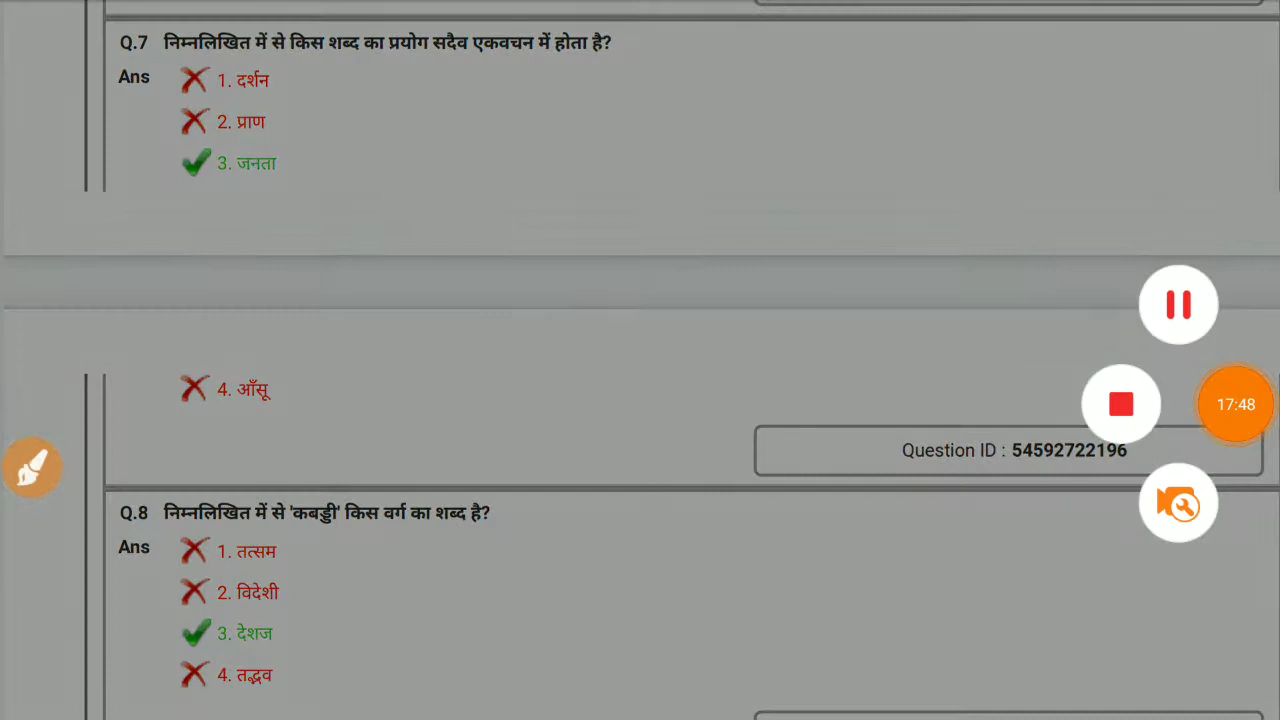 Q.7 निम्नलिखित में से किस शब्द का प्रयोग सदैव एकवचन में होता है?
Ans 1. दर्शन
2. प्राण
3. जनता
4. आँसू
17:48
Question ID : 54592722196
Q.8 निम्नलिखित में से 'कबड्डी' किस वर्ग का शब्द है?
Ans 1. तत्सम
2. विदेशी
3. देशज
4. तद्भव